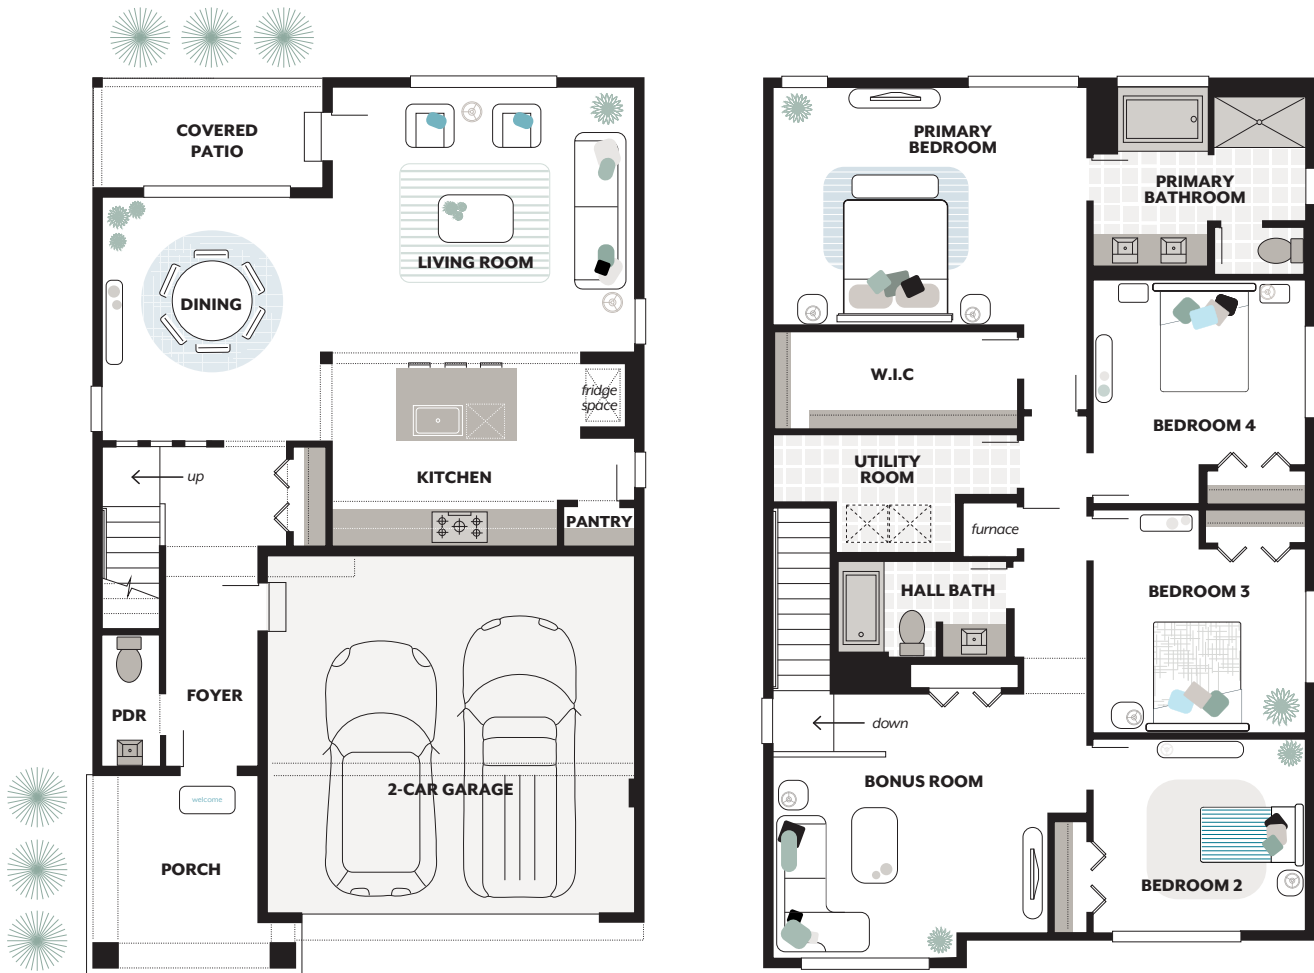 COVERED
PATIO
LIVING ROOM
DINING
fridge
space
KITCHEN
up
PANTRY
FOYER
PDR
2-CAR GARAGE
welcome
PORCH
PRIMARY
BEDROOM
PRIMARY
BATHROOM
W.I.C
BEDROOM 4
UTILITY
ROOM
furnace
HALL BATH
BEDROOM 3
down
BONUS ROOM
BEDROOM 2